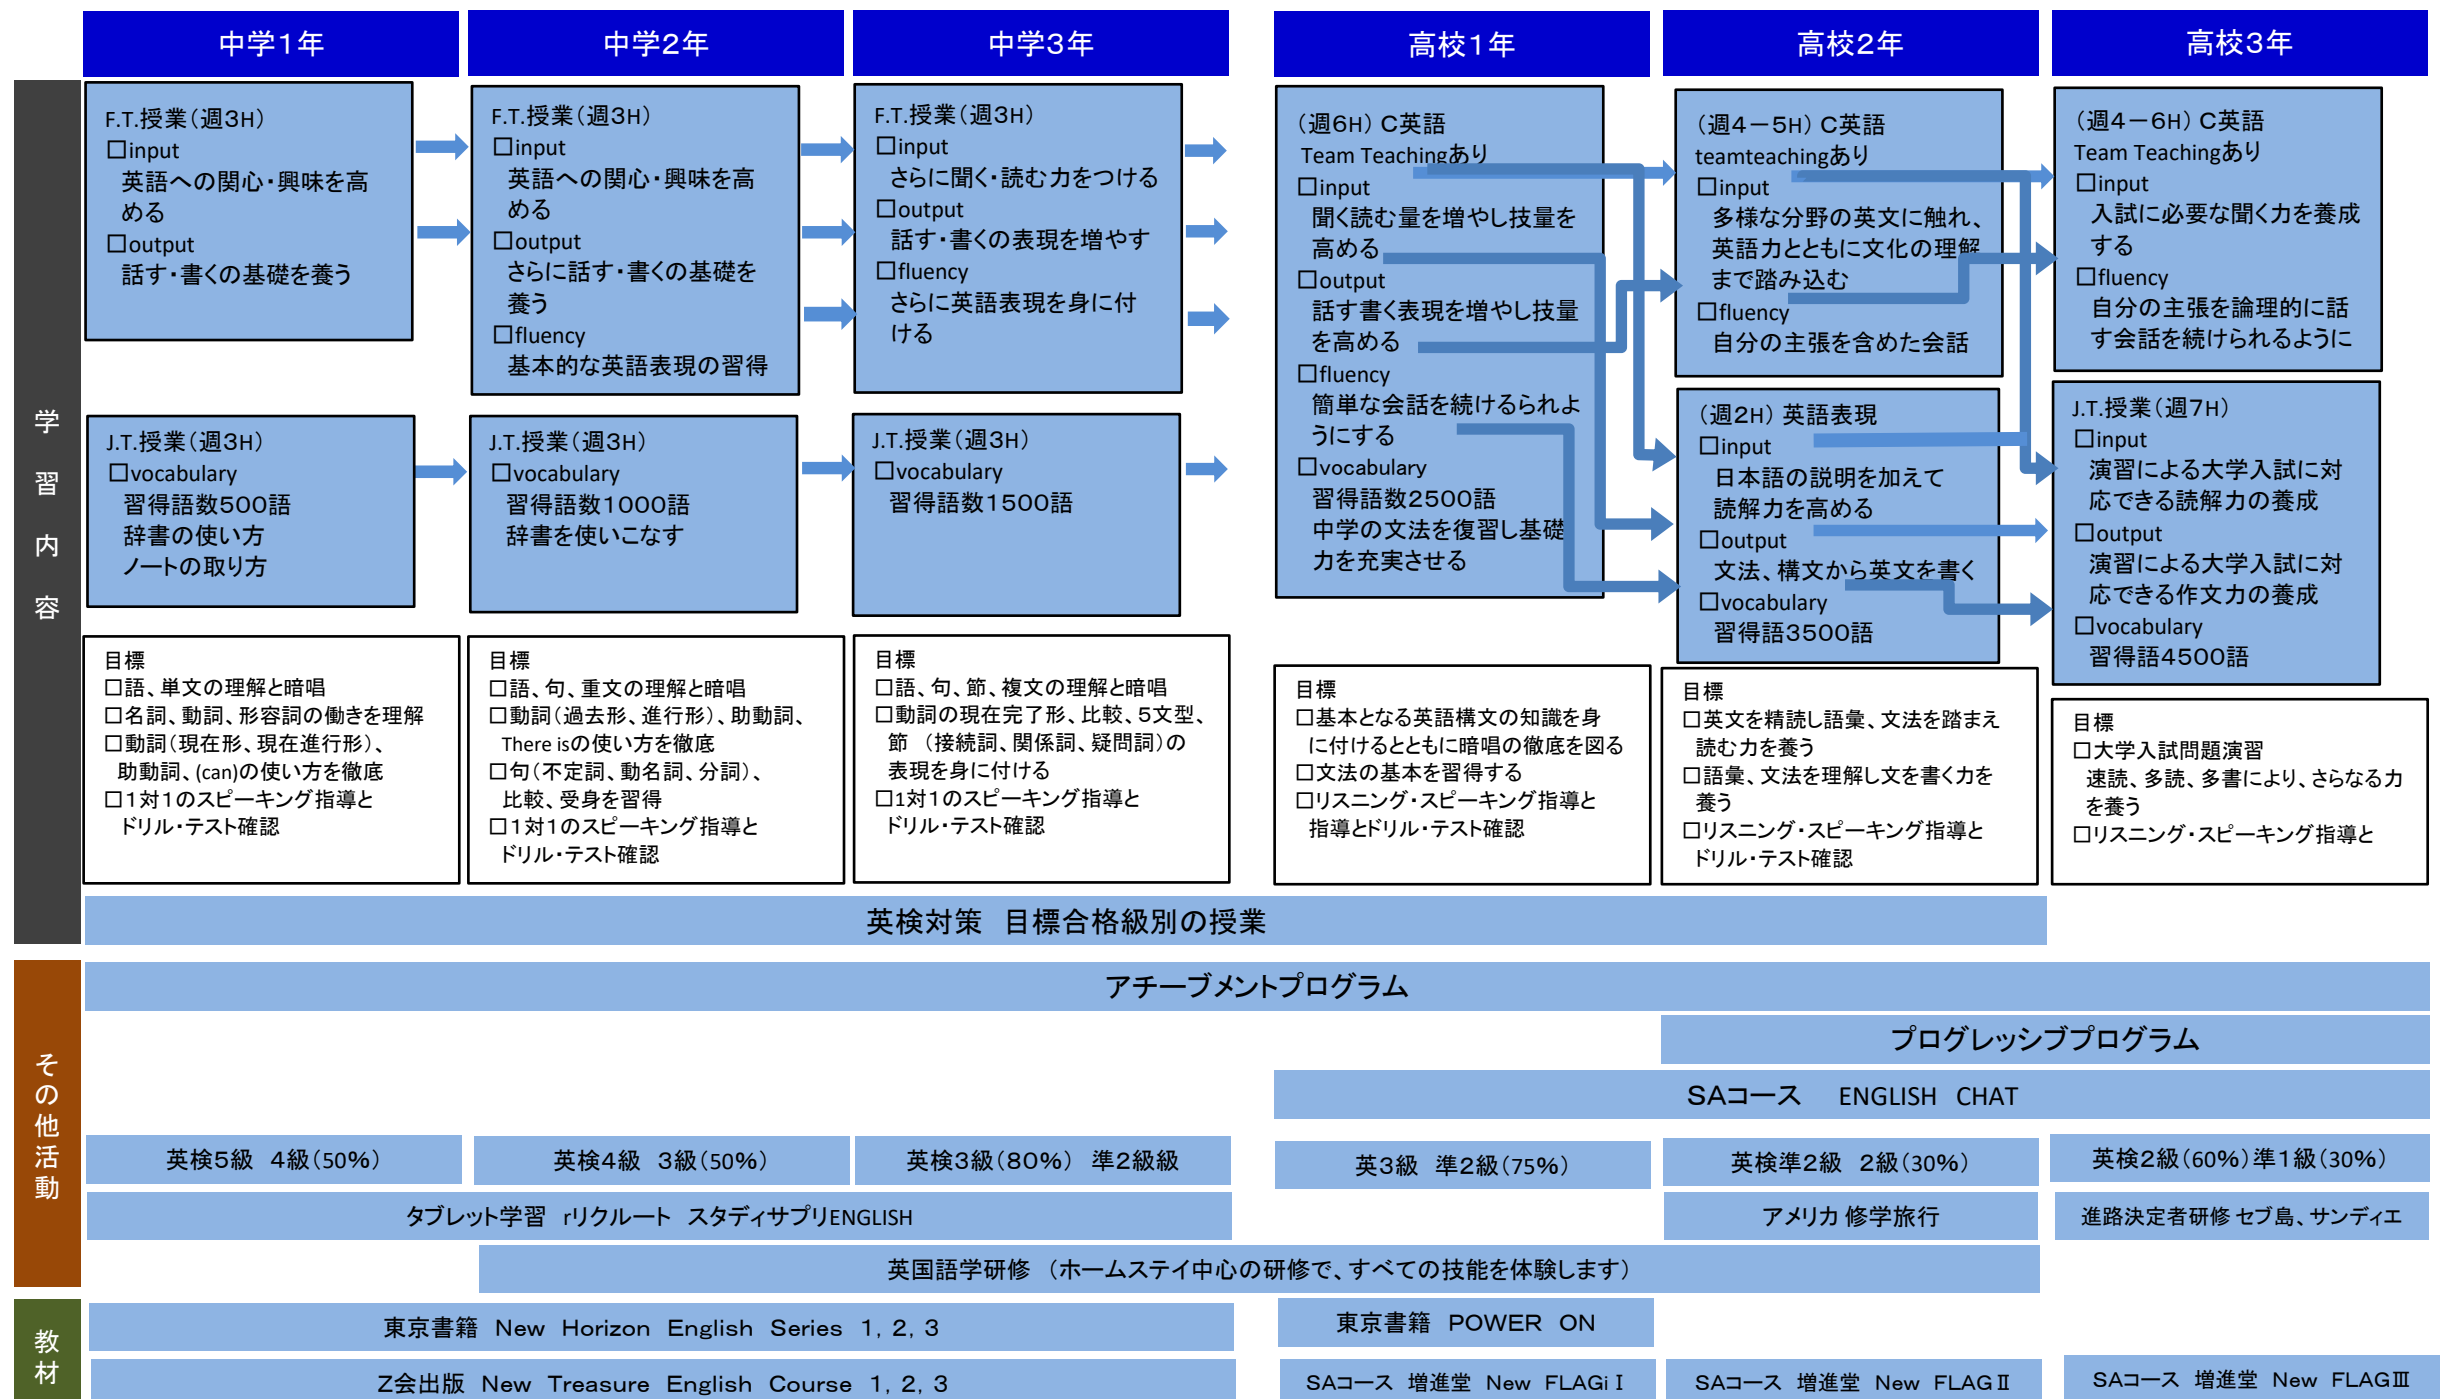 中学1年
中学2年
中学3年
高校1年
高校2年
高校3年
学習内容
F.T.授業(週3H)
□input
英語への関心・興味を高
める
□output
話す・書くの基礎を養う
F.T.授業(週3H)
□input
英語への関心・興味を高
める
□output
さらに話す・書くの基礎を
養う
□fluency
基本的な英語表現の習得
F.T.授業(週3H)
□input
さらに聞く・読む力をつける
□output
話す・書くの表現を増やす
□fluency
さらに英語表現を身に付
ける
(週6H) C英語
Team Teachingあり
□input
聞く読む量を増やし技量を
高める
□output
話す書く表現を増やし技量
を高める
□fluency
簡単な会話を続けるられよ
うにする
□vocabulary
習得語数2500語
中学の文法を復習し基礎
力を充実させる
(週4－5H) C英語
teamteachingあり
□input
多様な分野の英文に触れ、
英語力とともに文化の理解
まで踏み込む
□fluency
自分の主張を含めた会話
(週4－6H) C英語
Team Teachingあり
□input
入試に必要な聞く力を養成
する
□fluency
自分の主張を論理的に話
す会話を続けられるように
J.T.授業(週3H)
□vocabulary
習得語数500語
辞書の使い方
ノートの取り方
J.T.授業(週3H)
□vocabulary
習得語数1000語
辞書を使いこなす
J.T.授業(週3H)
□vocabulary
習得語数1500語
(週2H) 英語表現
□input
日本語の説明を加えて
読解力を高める
□output
文法、構文から英文を書く
□vocabulary
習得語3500語
J.T.授業(週7H)
□input
演習による大学入試に対
応できる読解力の養成
□output
演習による大学入試に対
応できる作文力の養成
□vocabulary
習得語4500語
目標
□語、単文の理解と暗唱
□名詞、動詞、形容詞の働きを理解
□動詞(現在形、現在進行形)、
助動詞、(can)の使い方を徹底
□1対1のスピーキング指導と
ドリル・テスト確認
目標
□語、句、重文の理解と暗唱
□動詞(過去形、進行形)、助動詞、
There isの使い方を徹底
□句(不定詞、動名詞、分詞)、
比較、受身を習得
□1対1のスピーキング指導と
ドリル・テスト確認
目標
□語、句、節、複文の理解と暗唱
□動詞の現在完了形、比較、5文型、
節 (接続詞、関係詞、疑問詞)の
表現を身に付ける
□1対1のスピーキング指導と
ドリル・テスト確認
目標
□基本となる英語構文の知識を身
に付けるとともに暗唱の徹底を図る
□文法の基本を習得する
□リスニング・スピーキング指導と
指導とドリル・テスト確認
目標
□英文を精読し語彙、文法を踏まえ
読む力を養う
□語彙、文法を理解し文を書く力を
養う
□リスニング・スピーキング指導と
ドリル・テスト確認
目標
□大学入試問題演習
速読、多読、多書により、さらなる力
を養う
□リスニング・スピーキング指導と
英検対策 目標合格級別の授業
その他活動
アチーブメントプログラム
プログレッシブプログラム
SAコース ENGLISH CHAT
英検5級 4級(50%)
英検4級 3級(50%)
英検3級(80%) 準2級級
英3級 準2級(75%)
英検準2級 2級(30%)
英検2級(60%)準1級(30%)
タブレット学習 rリクルート スタディサプリENGLISH
アメリカ 修学旅行
進路決定者研修 セブ島、サンディエ
英国語学研修 (ホームステイ中心の研修で、すべての技能を体験します)
教材
東京書籍 New Horizon English Series 1, 2, 3
東京書籍 POWER ON
Z会出版 New Treasure English Course 1, 2, 3
SAコース 増進堂 New FLAGi Ⅰ
SAコース 増進堂 New FLAGⅡ
SAコース 増進堂 New FLAGⅢ